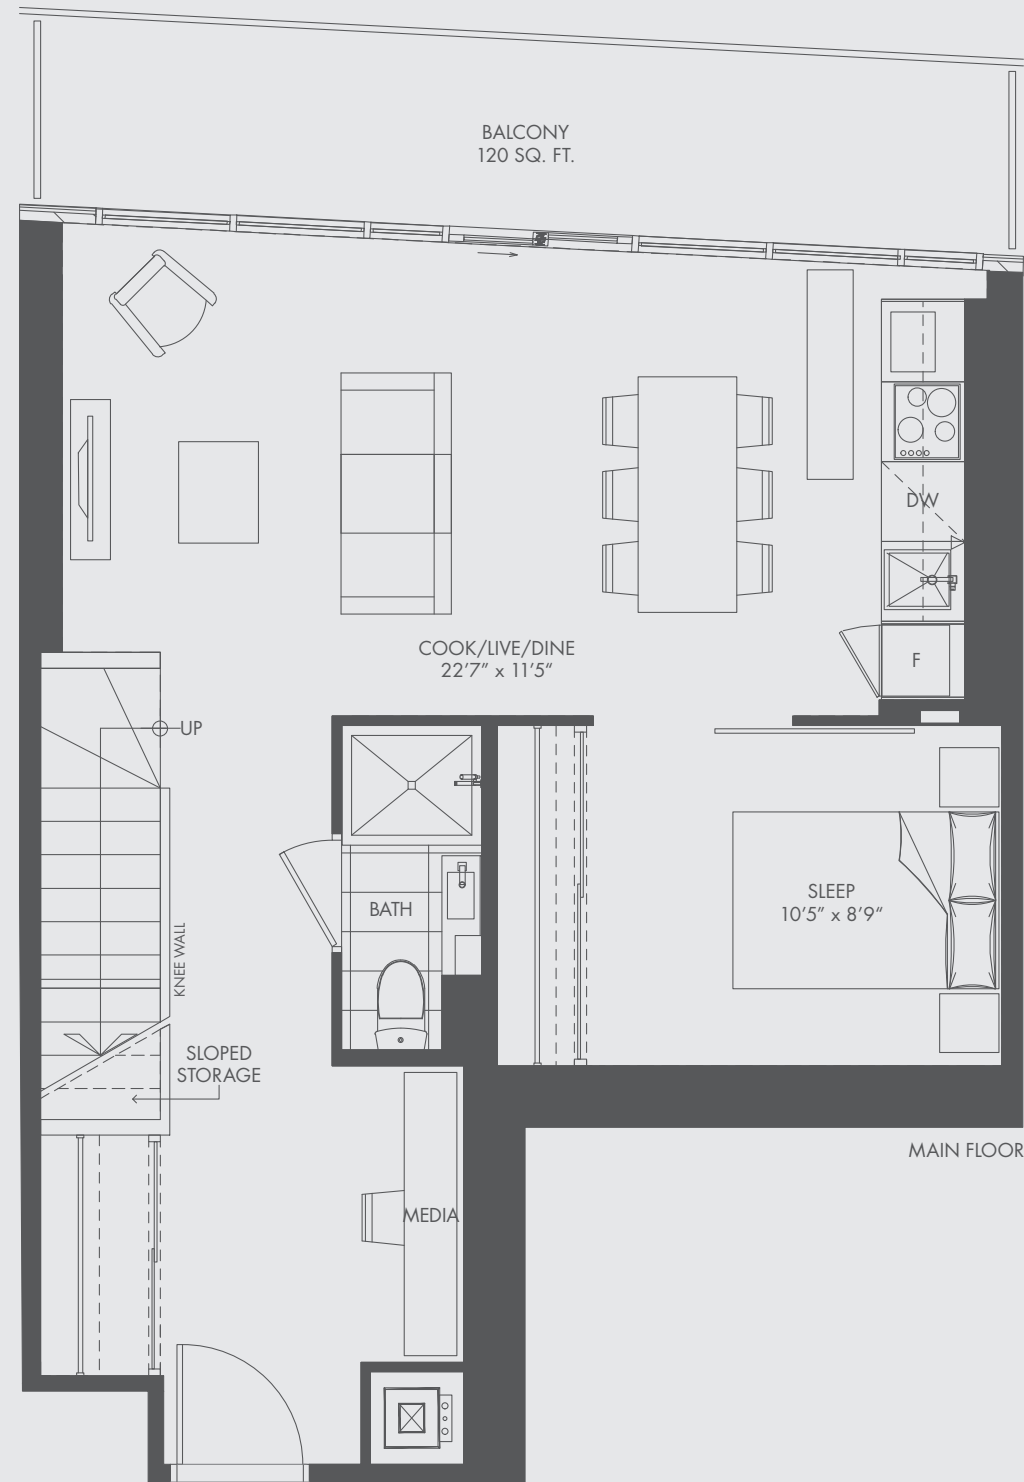 BALCONY
120 SQ. FT.
DW
COOK/LIVE/DINE
22’7” x 11’5“
F
UP
SLEEP
10’5” x 8’9“
BATH
KNEE WALL
SLOPED
STORAGE
MAIN FLOOR
MEDIA